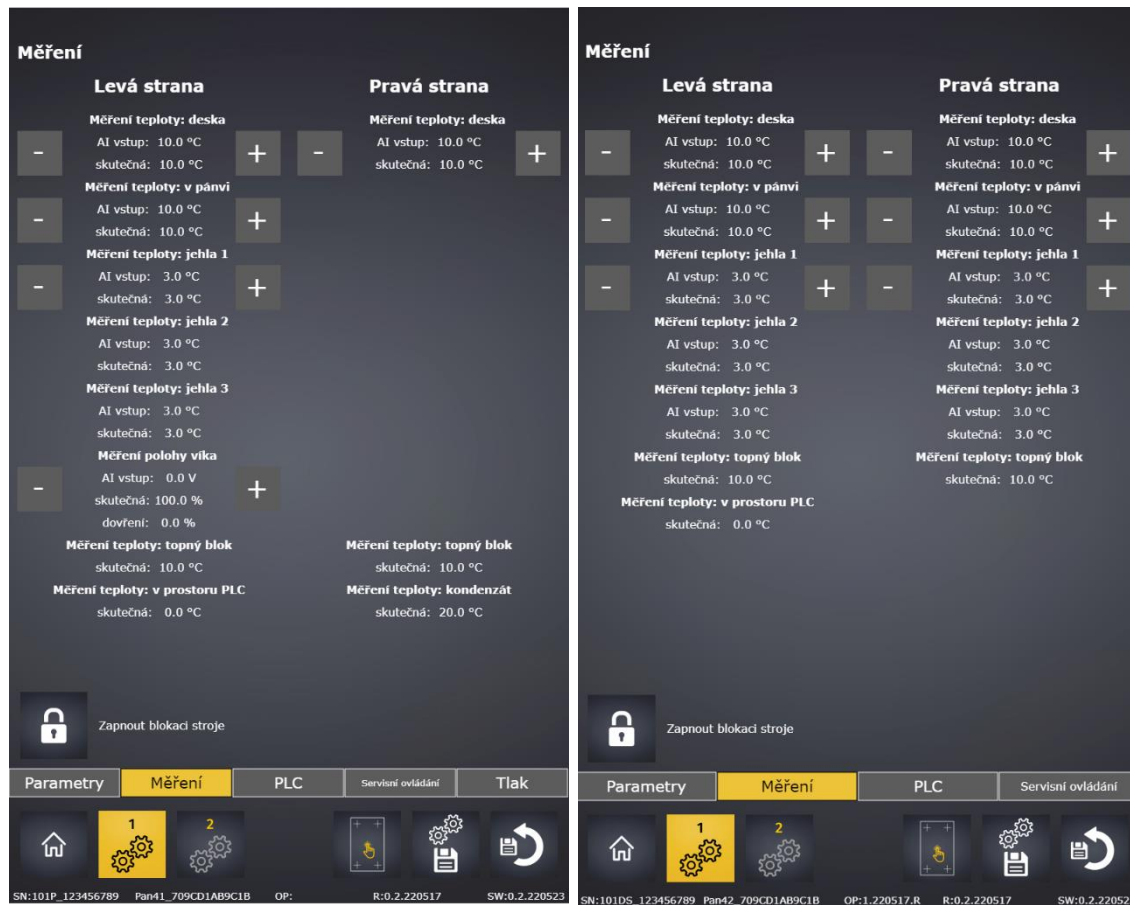 Měření
Levá strana Pravá strana
Měření teploty: deska Měření teploty: deska
- AI vstup: 10.0 °C + - AI vstup: 10.0 °C +
skutečná: 10.0 °C skutečná: 10.0 °C
Měření teploty: v pánvi
- AI vstup: 10.0 °C +
skutečná: 10.0 °C
Měření teploty: jehla 1
- AI vstup: 3.0 °C +
skutečná: 3.0 °C
Měření teploty: jehla 2
AI vstup: 3.0 °C
skutečná: 3.0 °C
Měření teploty: jehla 3
AI vstup: 3.0 °C
skutečná: 3.0 °C
Měření polohy víka
- AI vstup: 0.0 V +
skutečná: 100.0 %
dovření: 0.0 %
Měření teploty: topný blok Měření teploty: topný blok
skutečná: 10.0 °C skutečná: 10.0 °C
Měření teploty: v prostoru PLC Měření teploty: kondenzát
skutečná: 0.0 °C skutečná: 20.0 °C
Zapnout blokaci stroje
Parametry Měření PLC Servisní ovládání Tlak
1 2
SN:101P_123456789 Pan41_709CD1AB9C1B OP: R:0.2.220517 SW:0.2.220523
Měření
Levá strana Pravá strana
Měření teploty: deska Měření teploty: deska
- AI vstup: 10.0 °C + - AI vstup: 10.0 °C +
skutečná: 10.0 °C skutečná: 10.0 °C
Měření teploty: v pánvi Měření teploty: v pánvi
- AI vstup: 10.0 °C + - AI vstup: 10.0 °C +
skutečná: 10.0 °C skutečná: 10.0 °C
Měření teploty: jehla 1 Měření teploty: jehla 1
- AI vstup: 3.0 °C + - AI vstup: 3.0 °C +
skutečná: 3.0 °C skutečná: 3.0 °C
Měření teploty: jehla 2 Měření teploty: jehla 2
AI vstup: 3.0 °C AI vstup: 3.0 °C
skutečná: 3.0 °C skutečná: 3.0 °C
Měření teploty: jehla 3 Měření teploty: jehla 3
AI vstup: 3.0 °C AI vstup: 3.0 °C
skutečná: 3.0 °C skutečná: 3.0 °C
Měření teploty: topný blok Měření teploty: topný blok
skutečná: 10.0 °C skutečná: 10.0 °C
Měření teploty: v prostoru PLC
skutečná: 0.0 °C
Zapnout blokaci stroje
Parametry Měření PLC Servisní ovládání
1 2
SN:101DS_123456789 Pan42_709CD1AB9C1B OP:1.220517.R R:0.2.220517 SW:0.2.22052